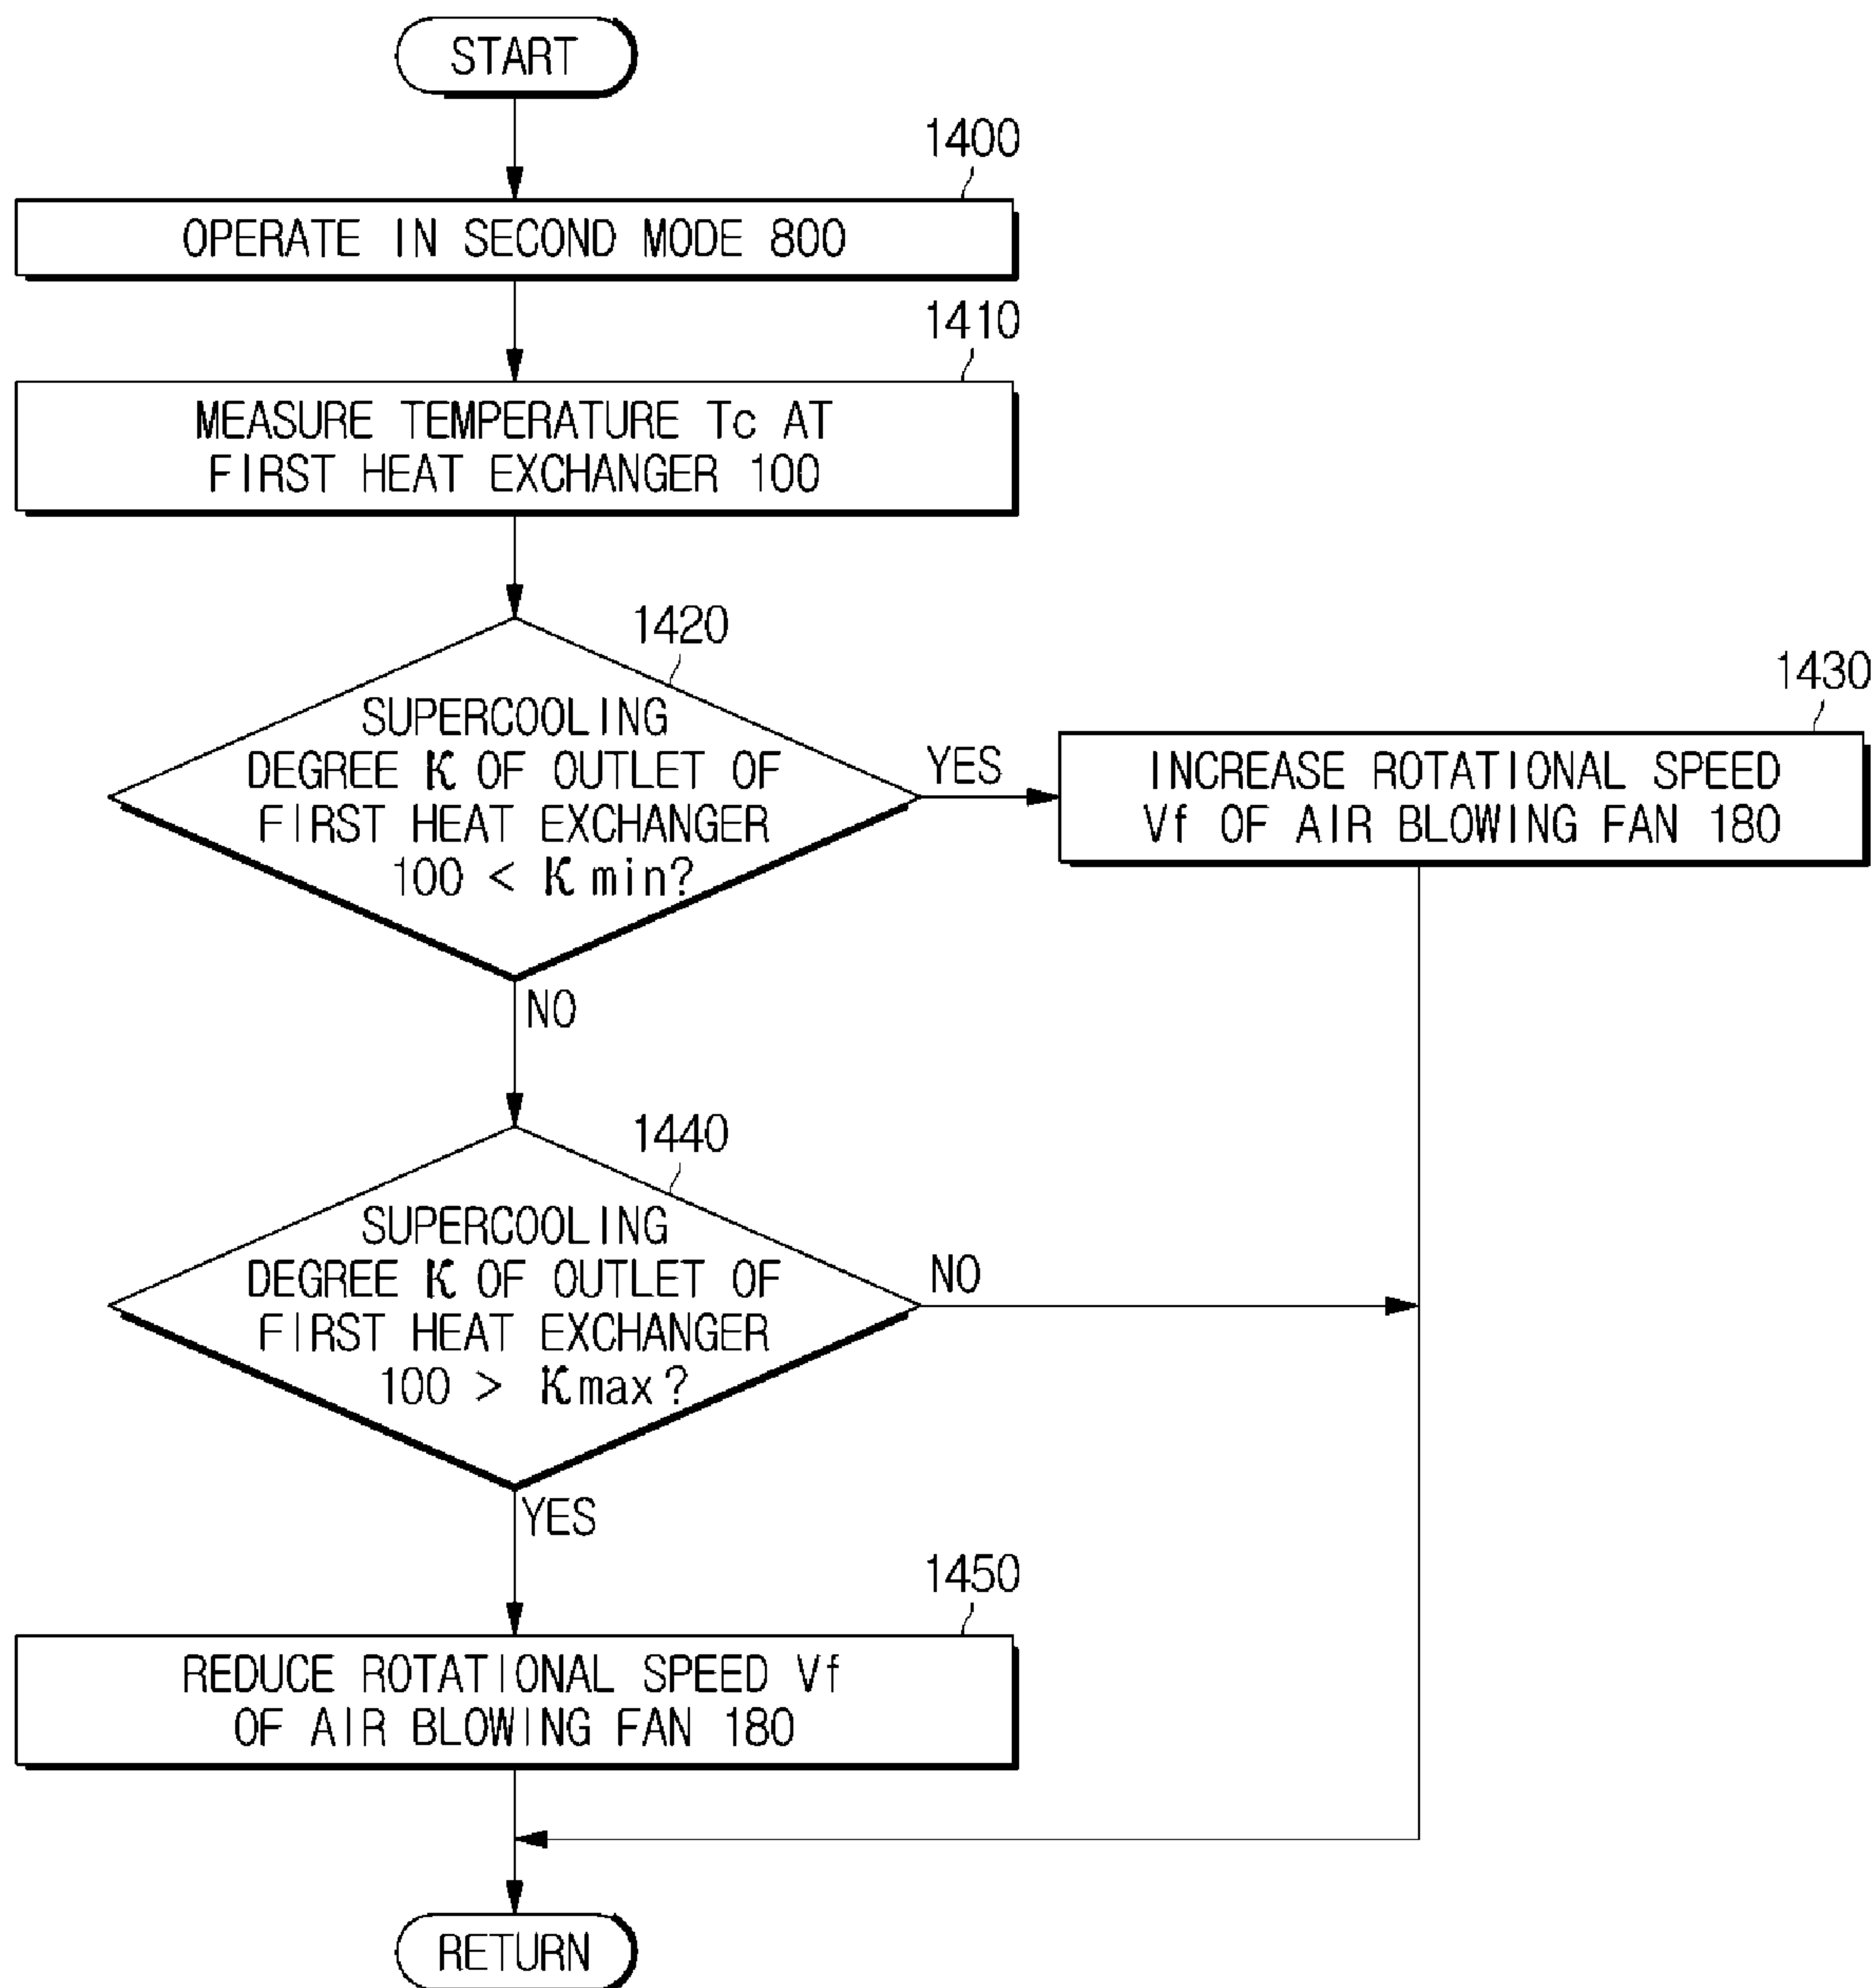 START
1400
OPERATE IN SECOND MODE 800
1410
MEASURE TEMPERATURE Tc AT
FIRST HEAT EXCHANGER 100
1420
SUPERCOOLING
DEGREE K OF OUTLET OF
FIRST HEAT EXCHANGER
100 < Kmin?
YES
1430
INCREASE ROTATIONAL SPEED
Vf OF AIR BLOWING FAN 180
NO
1440
SUPERCOOLING
DEGREE K OF OUTLET OF
FIRST HEAT EXCHANGER
100 > Kmax?
NO
YES
1450
REDUCE ROTATIONAL SPEED Vf
OF AIR BLOWING FAN 180
RETURN